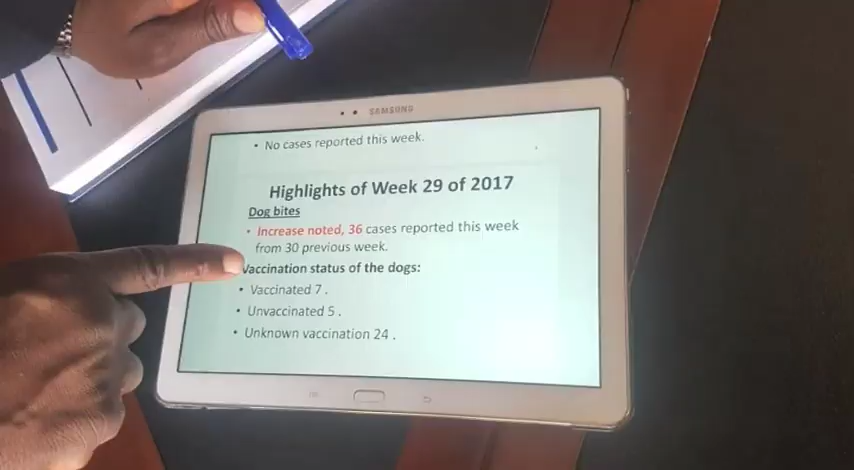 SAMSUNG
• No cases reported this week.
Highlights of Week 29 of 2017
Dog bites
• Increase noted, 36 cases reported this week
from 30 previous week.
Vaccination status of the dogs:
• Vaccinated 7 .
• Unvaccinated 5 .
• Unknown vaccination 24 .